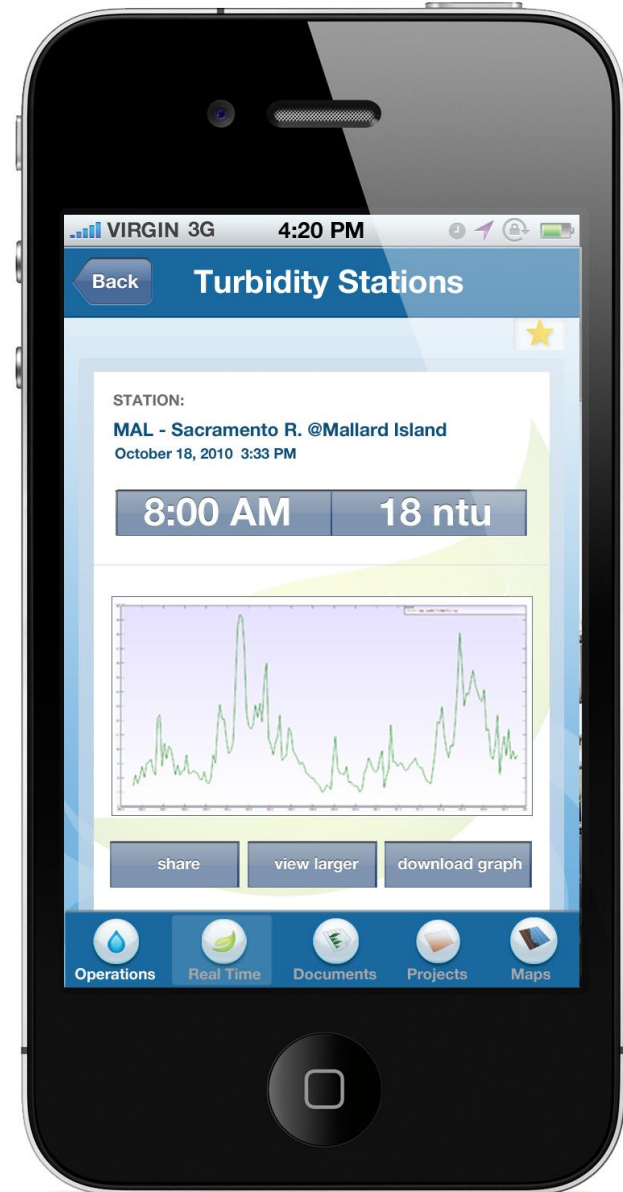 VIRGIN 3G 4:20 PM
Back Turbidity Stations
STATION:
MAL - Sacramento R. @Mallard Island
October 18, 2010 3:33 PM
8:00 AM 18 ntu
share view larger download graph
Operations Real Time Documents Projects Maps